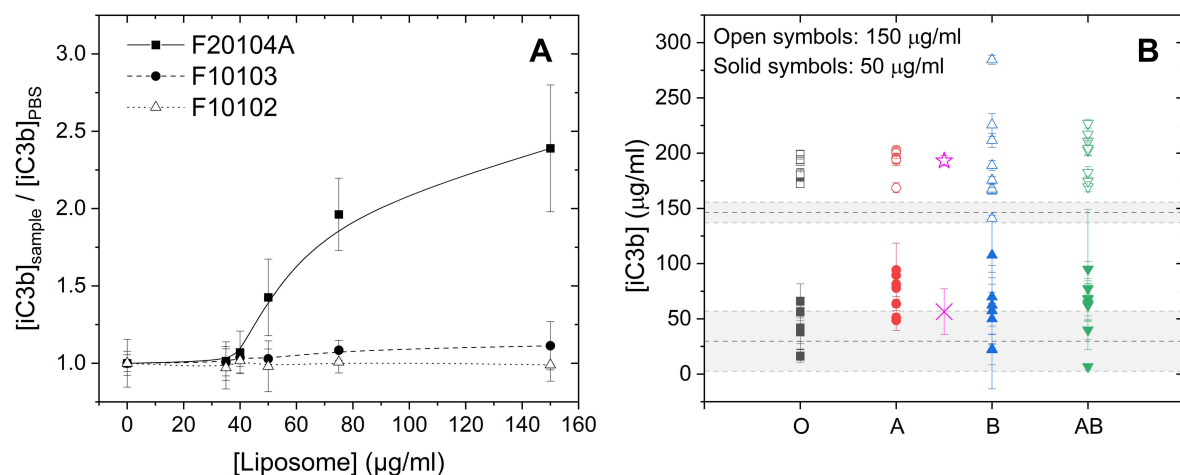 A
F20104A
F10103
F10102
[iC3b]sample / [iC3b]PBS
3.0
2.5
2.0
1.5
1.0
0 20 40 60 80 100 120 140 160
[Liposome] (μg/ml)
B
Open symbols: 150 μg/ml
Solid symbols: 50 μg/ml
[iC3b] (μg/ml)
300
250
200
150
100
50
0
O A B AB